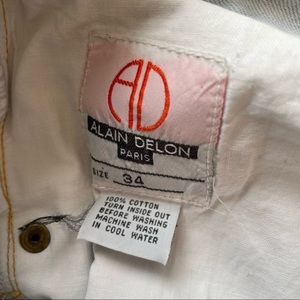 AD
ALAIN DELON
PARIS
SIZE 34
100% COTTON
TURN INSIDE OUT
BEFORE WASHING
MACHINE WASH
IN COOL WATER